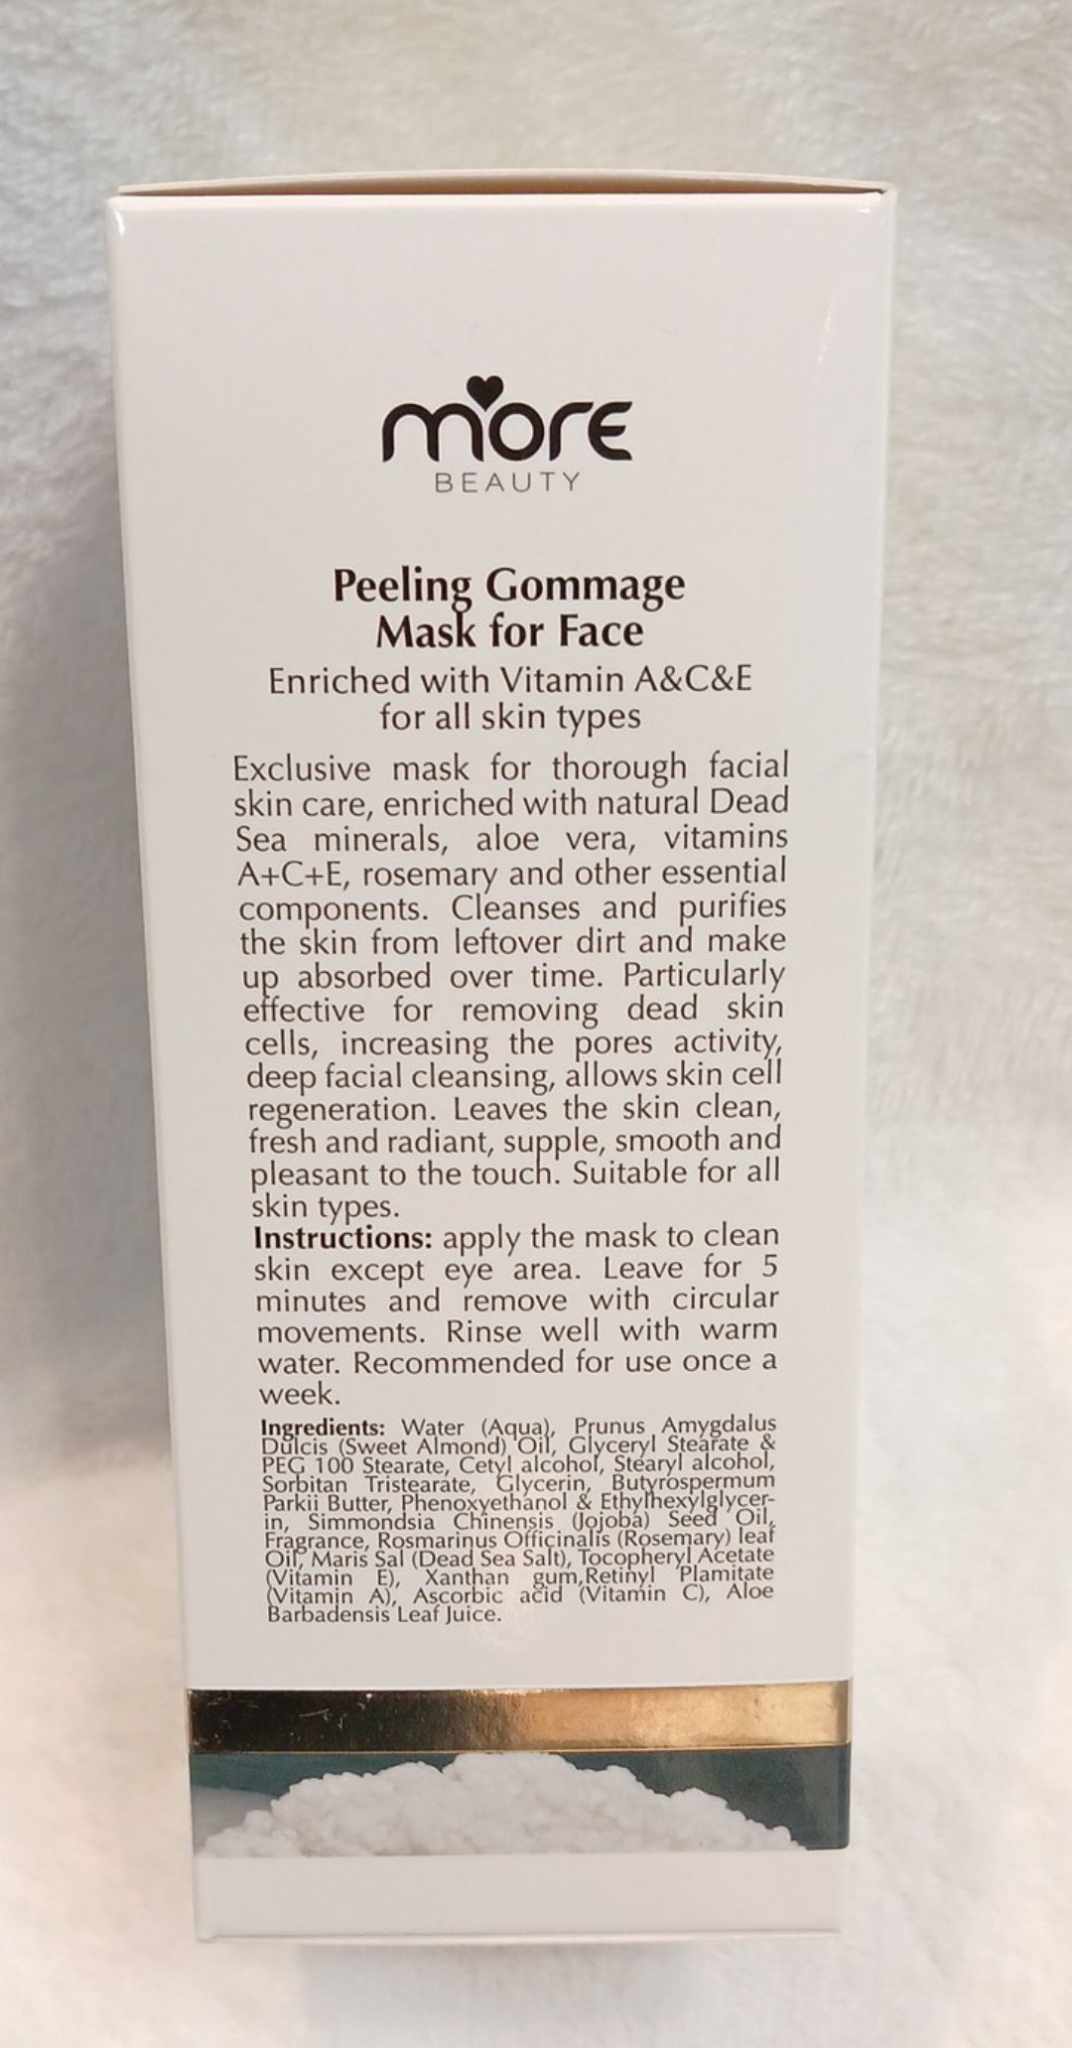 more
BEAUTY
Peeling Gommage
Mask for Face
Enriched with Vitamin A&C&E
for all skin types
Exclusive mask for thorough facial
skin care, enriched with natural Dead
Sea minerals, aloe vera, vitamins
A+C+E, rosemary and other essential
components. Cleanses and purifies
the skin from leftover dirt and make
up absorbed over time. Particularly
effective for removing dead skin
cells, increasing the pores activity,
deep facial cleansing, allows skin cell
regeneration. Leaves the skin clean,
fresh and radiant, supple, smooth and
pleasant to the touch. Suitable for all
skin types.
Instructions: apply the mask to clean
skin except eye area. Leave for 5
minutes and remove with circular
movements. Rinse well with warm
water. Recommended for use once a
week.
Ingredients: Water (Aqua), Prunus Amygdalus
Dulcis (Sweet Almond) Oil, Glyceryl Stearate &
PEG 100 Stearate, Cetyl alcohol, Stearyl alcohol,
Sorbitan Tristearate, Glycerin, Butyrospermum
Parkii Butter, Phenoxyethanol & Ethylhexylglycer-
in, Simmondsia Chinensis (Jojoba) Seed Oil,
Fragrance, Rosmarinus Officinalis (Rosemary) leaf
Oil, Maris Sal (Dead Sea Salt), Tocopheryl Acetate
(Vitamin E), Xanthan gum,Retinyl Plamitate
(Vitamin A), Ascorbic acid (Vitamin C), Aloe
Barbadensis Leaf Juice.